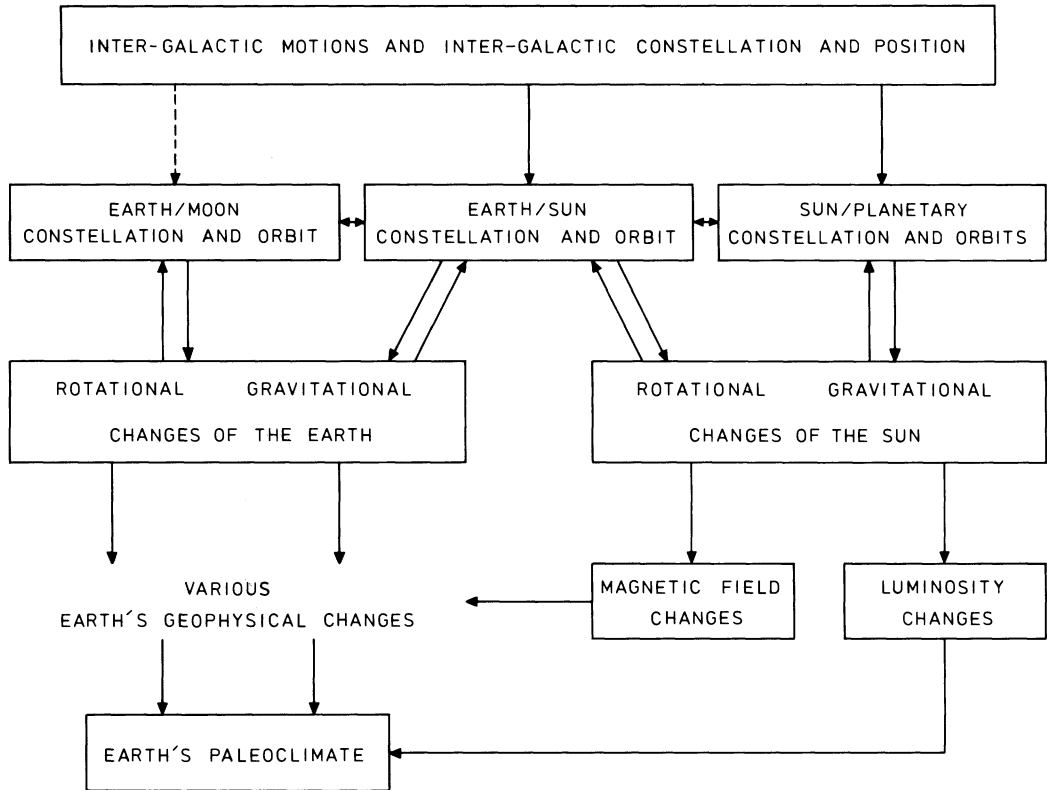 INTER-GALACTIC MOTIONS AND INTER-GALACTIC CONSTELLATION AND POSITION
EARTH/MOON
CONSTELLATION AND ORBIT
EARTH/SUN
CONSTELLATION AND ORBIT
SUN/PLANETARY
CONSTELLATION AND ORBITS
ROTATIONAL GRAVITATIONAL
CHANGES OF THE EARTH
ROTATIONAL GRAVITATIONAL
CHANGES OF THE SUN
VARIOUS
EARTH´S GEOPHYSICAL CHANGES
MAGNETIC FIELD
CHANGES
LUMINOSITY
CHANGES
EARTH´S PALEOCLIMATE